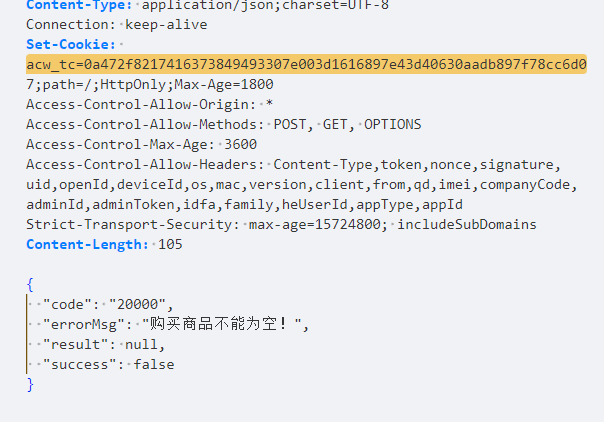 Content-Type: application/json;charset=UTF-8
Connection: keep-alive
Set-Cookie:
acw_tc=0a472f8217416373849493307e003d1616897e43d40630aadb897f78cc6d0
7;path=/;HttpOnly;Max-Age=1800
Access-Control-Allow-Origin: *
Access-Control-Allow-Methods: POST, GET, OPTIONS
Access-Control-Max-Age: 3600
Access-Control-Allow-Headers: Content-Type,token,nonce,signature,
uid,openId,deviceId,os,mac,version,client,from,qd,imei,companyCode,
adminId,adminToken,idfa,family,heUserId,appType,appId
Strict-Transport-Security: max-age=15724800; includeSubDomains
Content-Length: 105
{
"code": "20000",
"errorMsg": "购买商品不能为空！",
"result": null,
"success": false
}